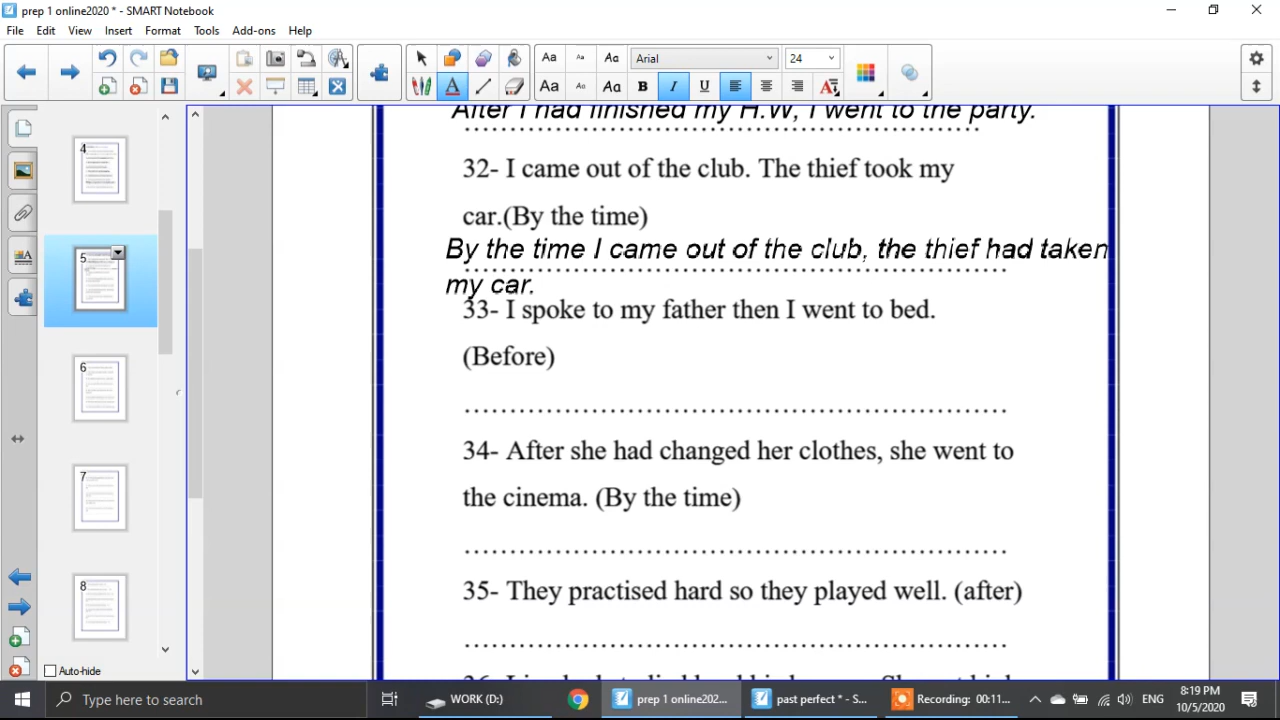 prep 1 online2020 * - SMART Notebook
File Edit View Insert Format Tools Add-ons Help
Arial 24
B I U
After I had finished my H.W, I went to the party.
32- I came out of the club. The thief took my
car.(By the time)
By the time I came out of the club, the thief had taken
my car.
33- I spoke to my father then I went to bed.
(Before)
34- After she had changed her clothes, she went to
the cinema. (By the time)
35- They practised hard so they played well. (after)
4
5
6
7
8
Auto-hide
Type here to search
WORK (D:)
prep 1 online202...
past perfect * - S...
Recording: 00:11...
ENG
8:19 PM
10/5/2020